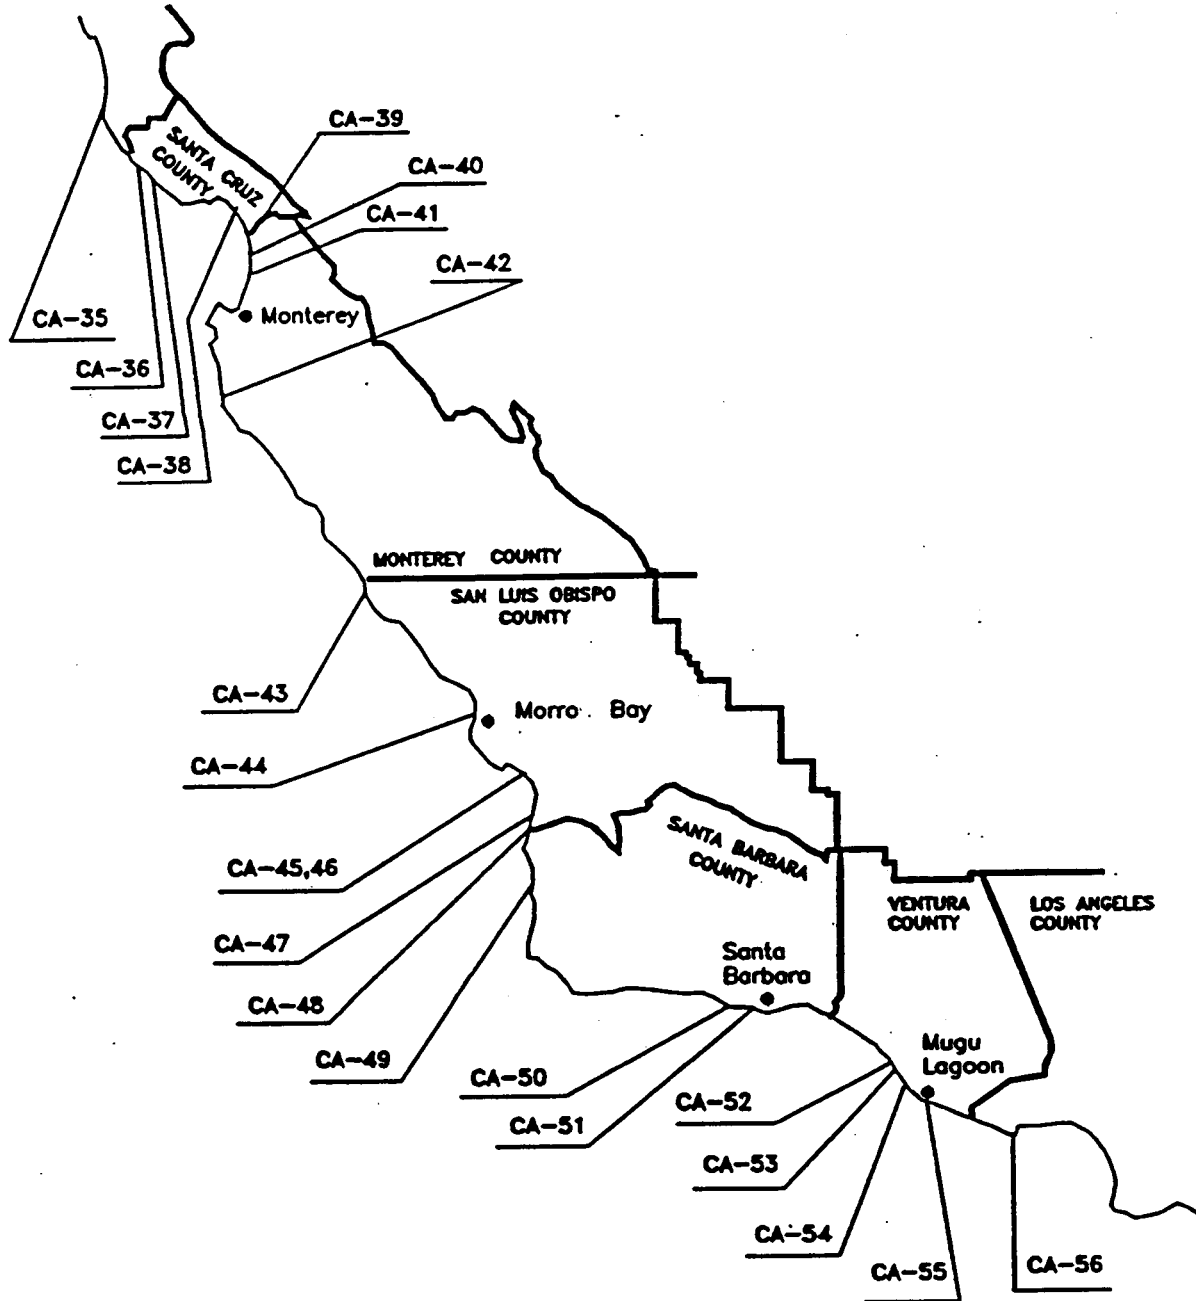 CA-39
SANTA CRUZ
COUNTY
CA-40
CA-41
CA-42
CA-35
Monterey
CA-36
CA-37
CA-38
MONTEREY COUNTY
SAN LUIS OBISPO
COUNTY
CA-43
Morro Bay
CA-44
SANTA BARBARA
COUNTY
CA-45,46
VENTURA
COUNTY
LOS ANGELES
COUNTY
CA-47
Santa
Barbara
CA-48
CA-49
Mugu
Lagoon
CA-50
CA-51
CA-52
CA-53
CA-54
CA-55
CA-56